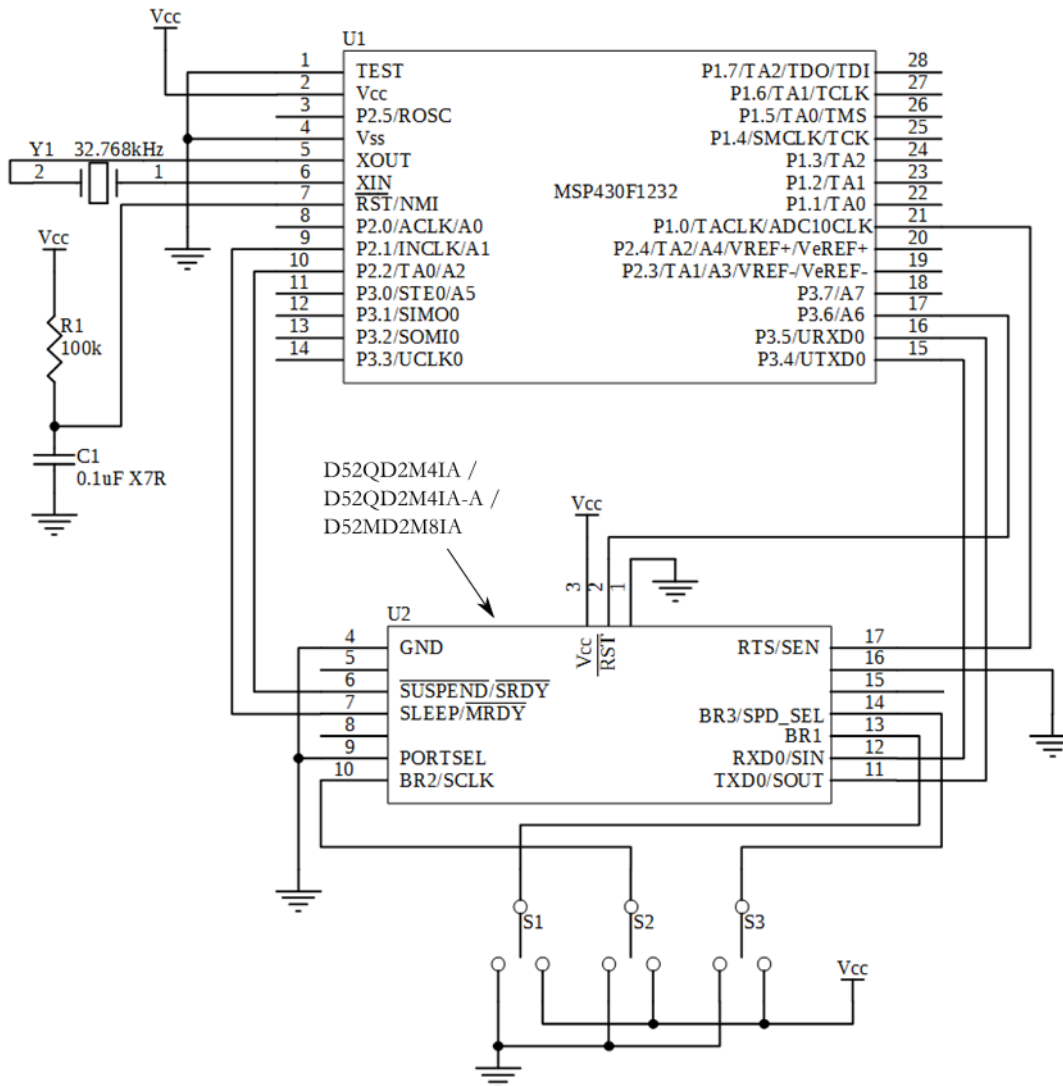 Vcc
U1
1
TEST
2
Vcc
3
P2.5/ROSC
4
Vss
5
XOUT
6
XIN
7
RST/NMI
8
P2.0/ACLK/A0
9
P2.1/INCLK/A1
10
P2.2/TA0/A2
11
P3.0/STE0/A5
12
P3.1/SIMO0
13
P3.2/SOMI0
14
P3.3/UCLK0
MSP430F1232
P1.7/TA2/TDO/TDI
28
P1.6/TA1/TCLK
27
P1.5/TA0/TMS
26
P1.4/SMCLK/TCK
25
P1.3/TA2
24
P1.2/TA1
23
P1.1/TA0
22
P1.0/TACLK/ADC10CLK
21
P2.4/TA2/A4/VREF+/VeREF+
20
P2.3/TA1/A3/VREF-/VeREF-
19
P3.7/A7
18
P3.6/A6
17
P3.5/URXD0
16
P3.4/UTXD0
15
Y1 32.768kHz
2
1
Vcc
R1
100k
C1
0.1uF X7R
D52QD2M4IA /
D52QD2M4IA-A /
D52MD2M8IA
Vcc
3
2
1
U2
Vcc
RST
4
GND
5
6
SUSPEND/SRDY
7
SLEEP/MRDY
8
9
PORTSEL
10
BR2/SCLK
RTS/SEN
17
16
15
BR3/SPD_SEL
14
BR1
13
RXD0/SIN
12
TXD0/SOUT
11
S1
S2
S3
Vcc